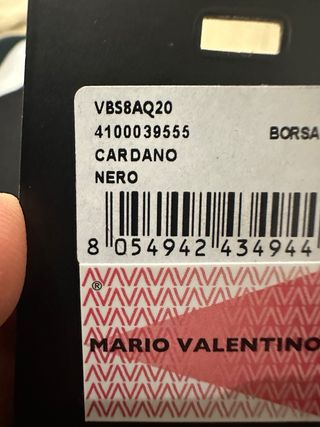 VBS8AQ20
4100039555 BORSA
CARDANO
NERO
8 054942 434944
®
MARIO VALENTINO